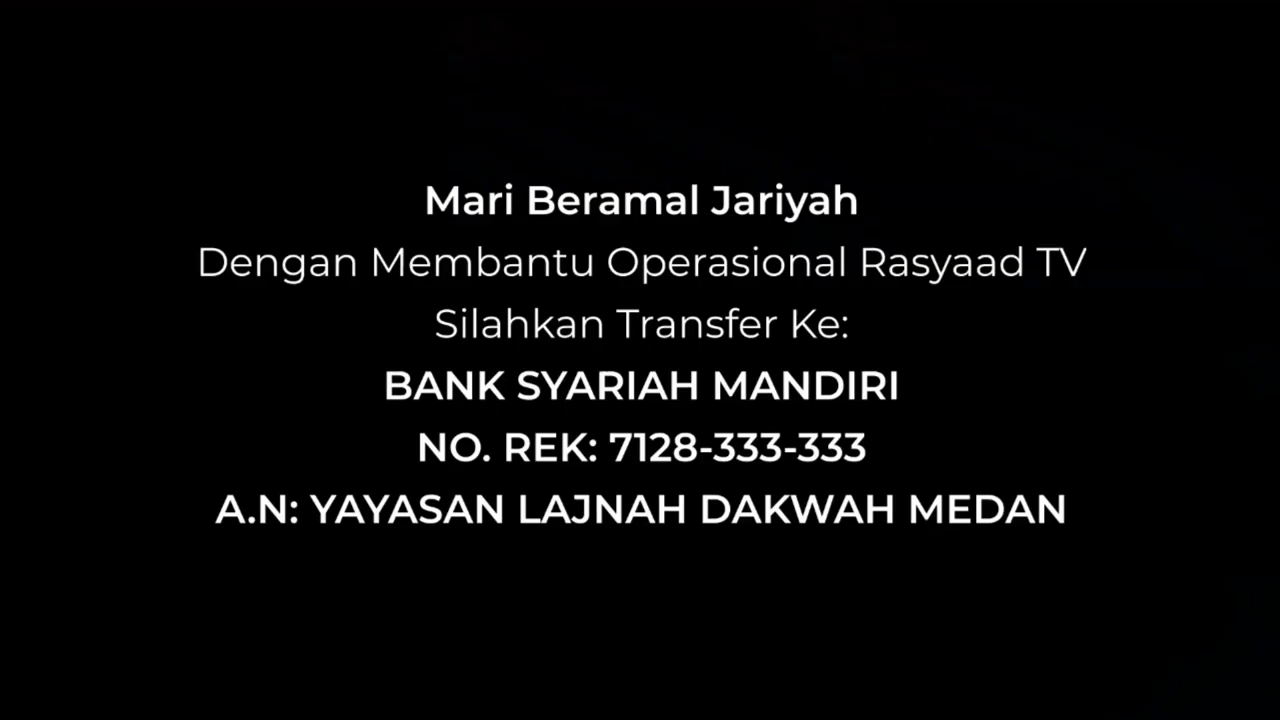 Mari Beramal Jariyah
Dengan Membantu Operasional Rasyaad TV
Silahkan Transfer Ke:
BANK SYARIAH MANDIRI
NO. REK: 7128-333-333
A.N: YAYASAN LAJNAH DAKWAH MEDAN